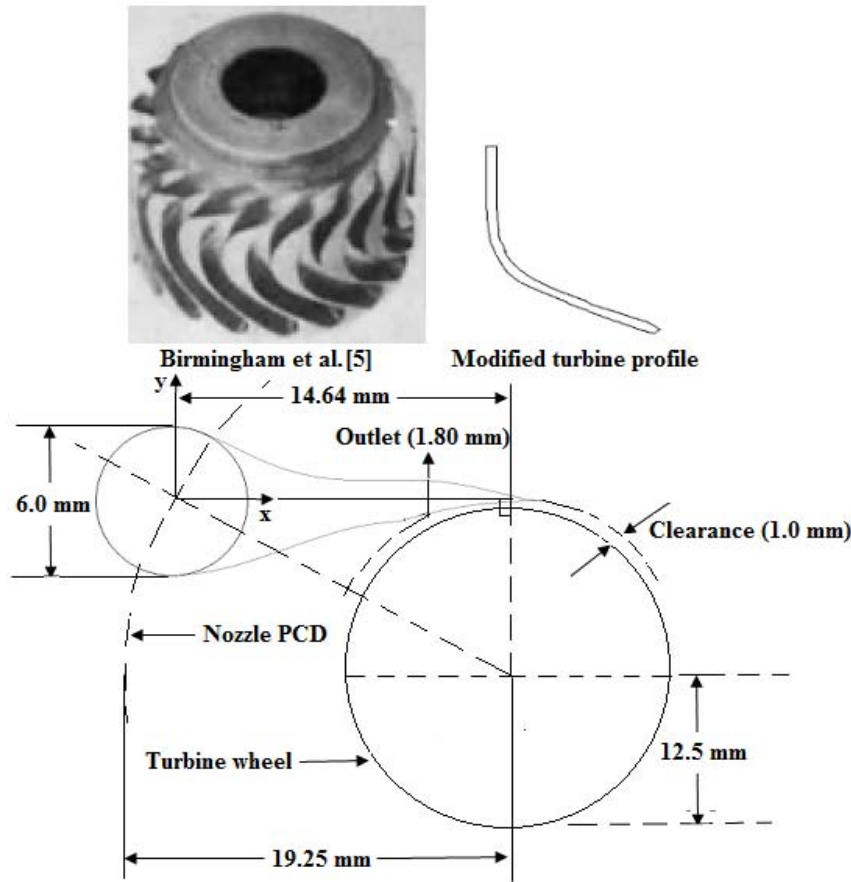 Birmingham et al.[5]
Modified turbine profile
y
14.64 mm
Outlet (1.80 mm)
6.0 mm
x
Clearance (1.0 mm)
Nozzle PCD
Turbine wheel
12.5 mm
19.25 mm